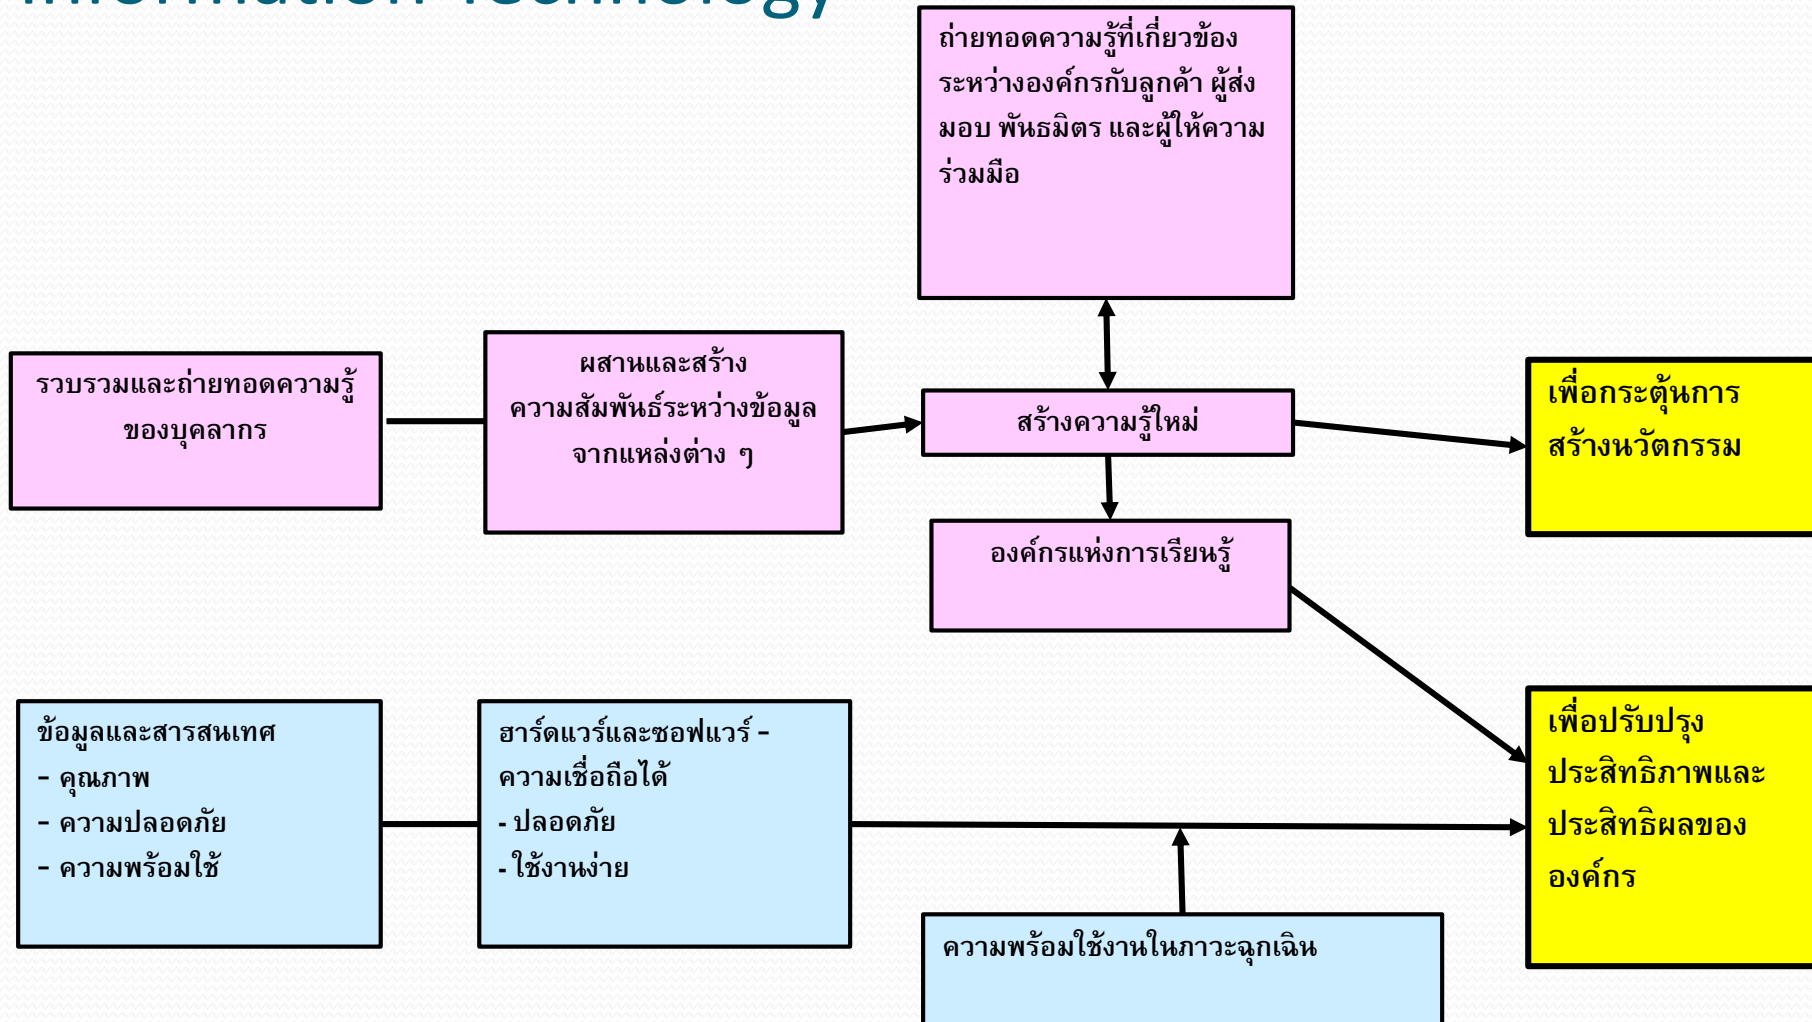 Information Technology
ถ่ายทอดความรู้ที่เกี่ยวข้อง
ระหว่างองค์กรกับลูกค้า ผู้ส่ง
มอบ พันธมิตร และผู้ให้ความ
ร่วมมือ
รวบรวมและถ่ายทอดความรู้
ของบุคลากร
ผสานและสร้าง
ความสัมพันธ์ระหว่างข้อมูล
จากแหล่งต่าง ๆ
สร้างความรู้ใหม่
เพื่อกระตุ้นการ
สร้างนวัตกรรม
องค์กรแห่งการเรียนรู้
ข้อมูลและสารสนเทศ
– คุณภาพ
– ความปลอดภัย
– ความพร้อมใช้
ฮาร์ดแวร์และซอฟแวร์ –
ความเชื่อถือได้
- ปลอดภัย
- ใช้งานง่าย
เพื่อปรับปรุง
ประสิทธิภาพและ
ประสิทธิผลของ
องค์กร
ความพร้อมใช้งานในภาวะฉุกเฉิน